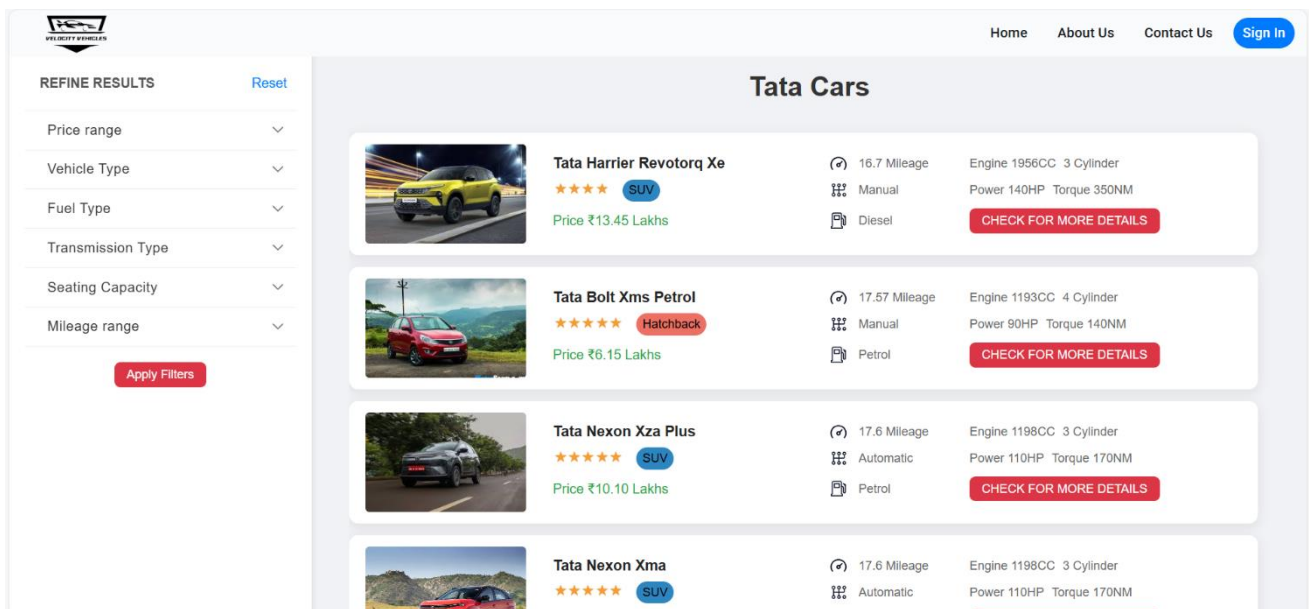 VELOCITY VEHICLES
Home About Us Contact Us Sign In
REFINE RESULTS Reset
Price range
Vehicle Type
Fuel Type
Transmission Type
Seating Capacity
Mileage range
Apply Filters
Tata Cars
Tata Harrier Revotorq Xe
SUV
Price ₹13.45 Lakhs
16.7 Mileage
Manual
Diesel
Engine 1956CC 3 Cylinder
Power 140HP Torque 350NM
CHECK FOR MORE DETAILS
Tata Bolt Xms Petrol
Hatchback
Price ₹6.15 Lakhs
17.57 Mileage
Manual
Petrol
Engine 1193CC 4 Cylinder
Power 90HP Torque 140NM
CHECK FOR MORE DETAILS
Tata Nexon Xza Plus
SUV
Price ₹10.10 Lakhs
17.6 Mileage
Automatic
Petrol
Engine 1198CC 3 Cylinder
Power 110HP Torque 170NM
CHECK FOR MORE DETAILS
Tata Nexon Xma
SUV
17.6 Mileage
Automatic
Engine 1198CC 3 Cylinder
Power 110HP Torque 170NM